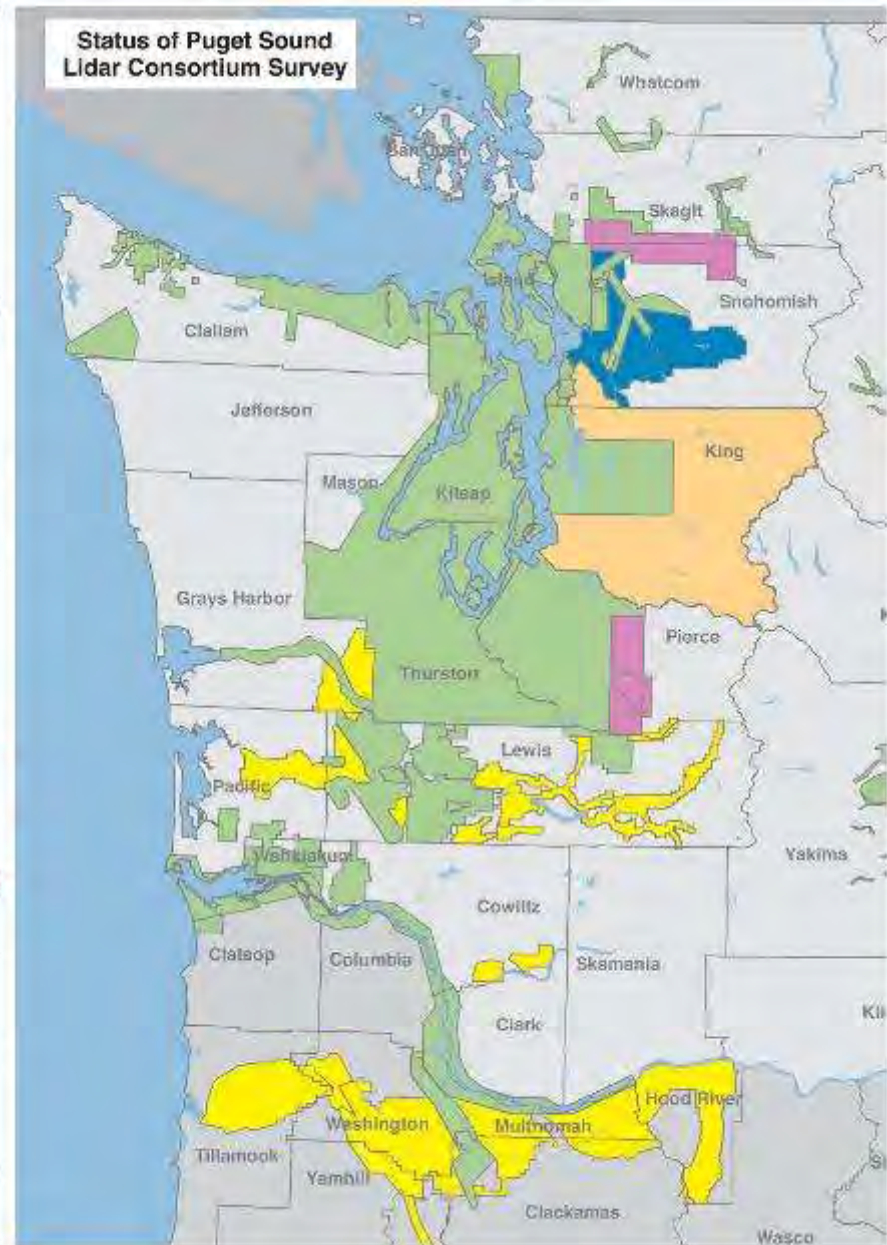 Status of Puget Sound
Lidar Consortium Survey
Whatcom
San Juan
Skagit
Island
Snohomish
Clallam
Jefferson
King
Mason
Kitsap
Grays Harbor
Pierce
Thurston
Lewis
Pacific
Wahkiakum
Yakima
Cowlitz
Clatsop
Columbia
Skamania
Kli
Clark
Hood River
Washington
Multnomah
Tillamook
Yamhill
Clackamas
Wasco